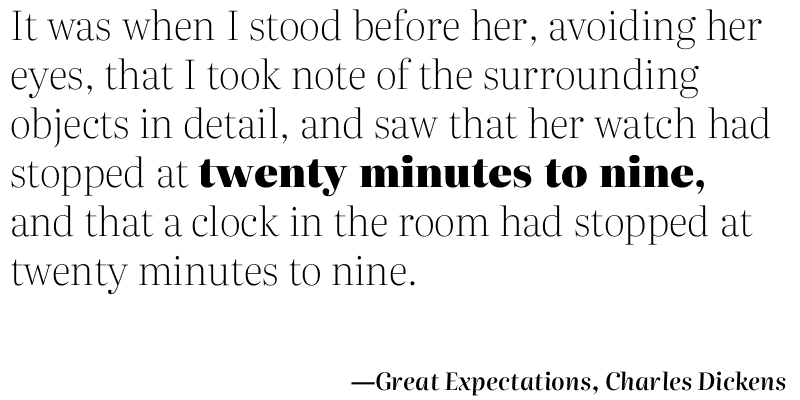 It was when I stood before her, avoiding her
eyes, that I took note of the surrounding
objects in detail, and saw that her watch had
stopped at twenty minutes to nine,
and that a clock in the room had stopped at
twenty minutes to nine.
—Great Expectations, Charles Dickens